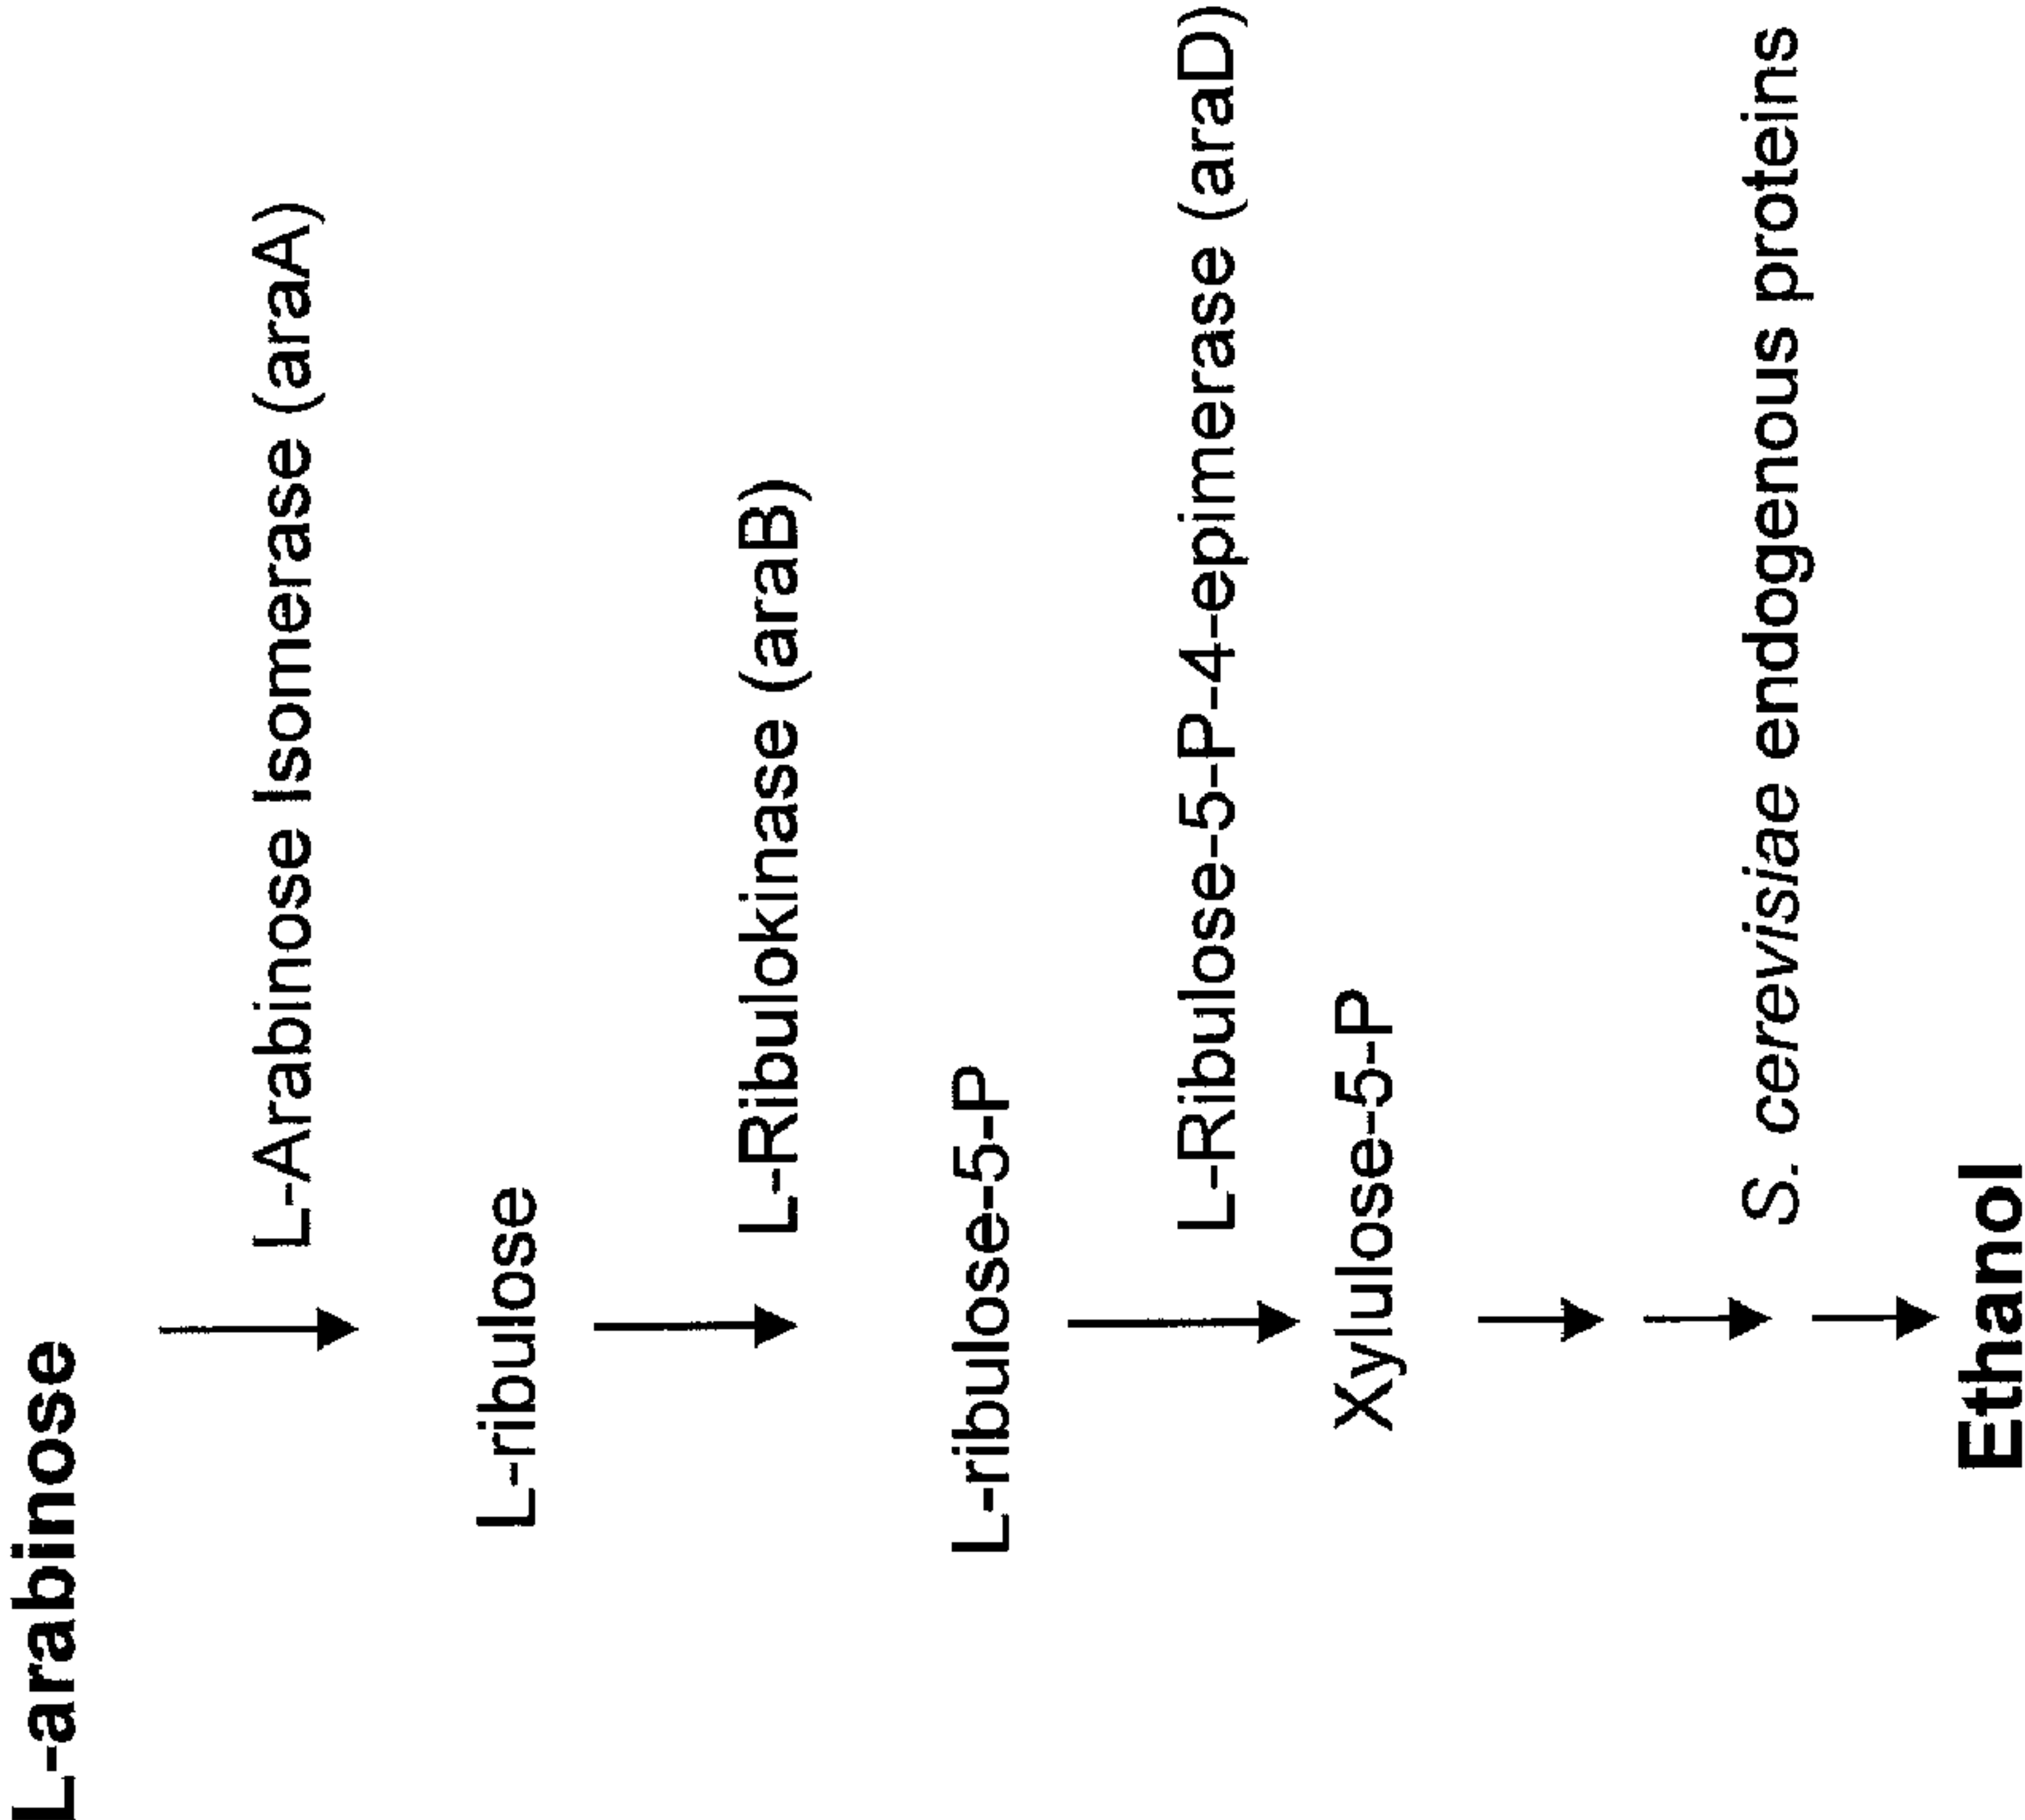 L-arabinose
L-Arabinose Isomerase (araA)
L-ribulose
L-Ribulokinase (araB)
L-ribulose-5-P
L-Ribulose-5-P-4-epimerase (araD)
Xylulose-5-P
S. cerevisiae endogenous proteins
Ethanol